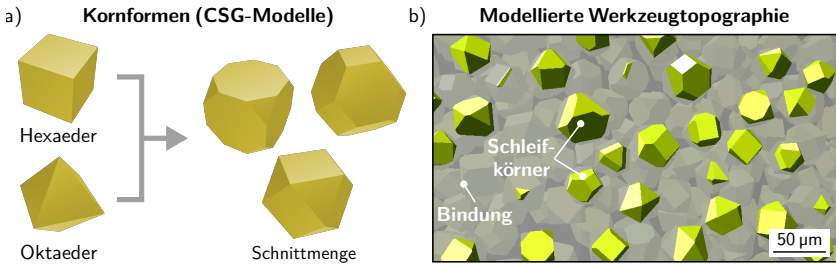 a) Kornformen (CSG-Modelle)
Hexaeder
Oktaeder
Schnittmenge
b) Modellierte Werkzeugtopographie
Schleif-
körner
Bindung
50 µm